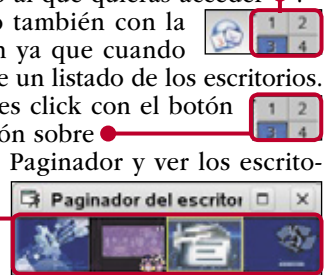 s al que quieras acceder
o también con la
n ya que cuando
1 2
3 4
e un listado de los escritorios.
es click con el botón
1 2
3 4
ón sobre
Paginador y ver los escrito-
Paginador del escritor